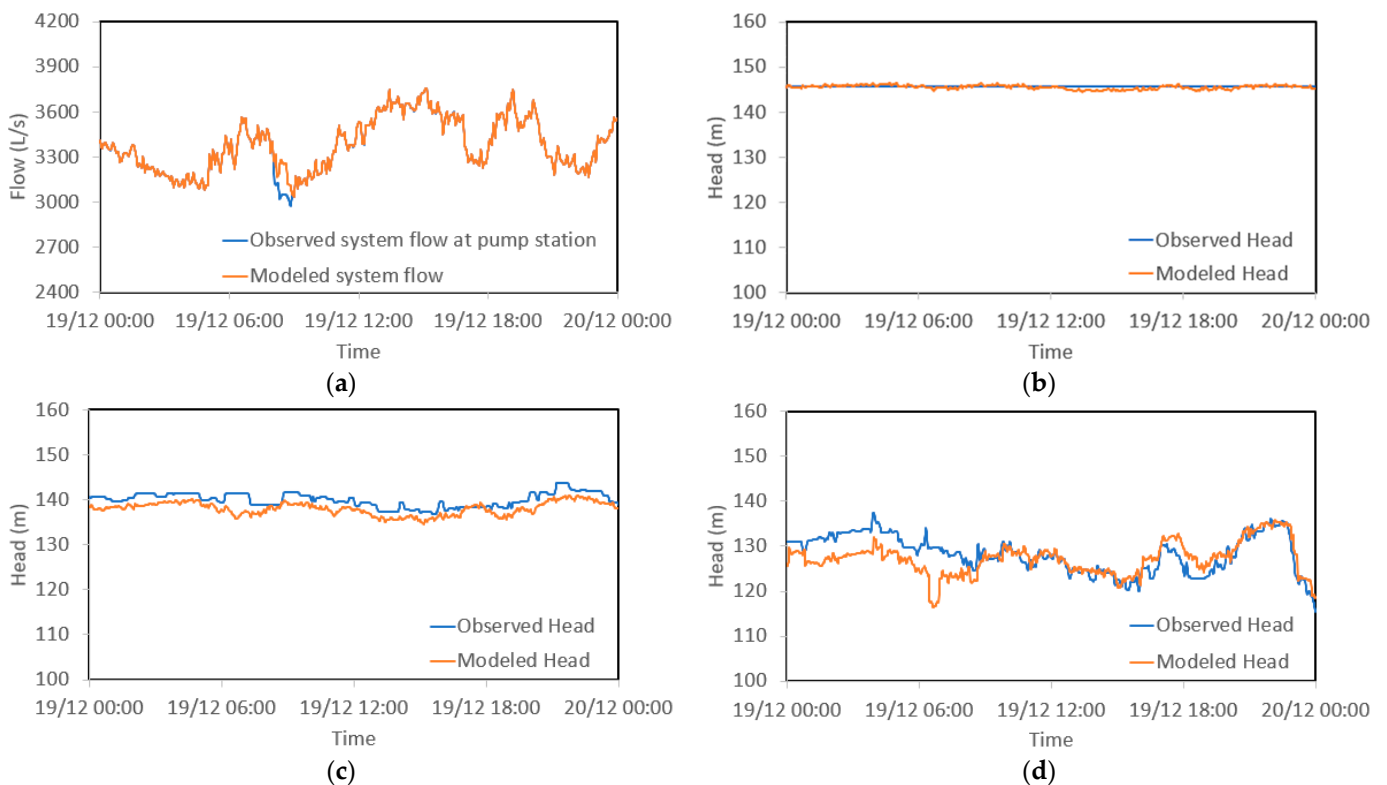 4200
3900
3600
3300
3000
2700
2400
Flow (L/s)
Observed system flow at pump station
Modeled system flow
19/12 00:00 19/12 06:00 19/12 12:00 19/12 18:00 20/12 00:00
Time
(a)
160
150
140
130
120
110
100
Head (m)
Observed Head
Modeled Head
19/12 00:00 19/12 06:00 19/12 12:00 19/12 18:00 20/12 00:00
Time
(b)
160
150
140
130
120
110
100
Head (m)
Observed Head
Modeled Head
19/12 00:00 19/12 06:00 19/12 12:00 19/12 18:00 20/12 00:00
Time
(c)
160
150
140
130
120
110
100
Head (m)
Observed Head
Modeled Head
19/12 00:00 19/12 06:00 19/12 12:00 19/12 18:00 20/12 00:00
Time
(d)